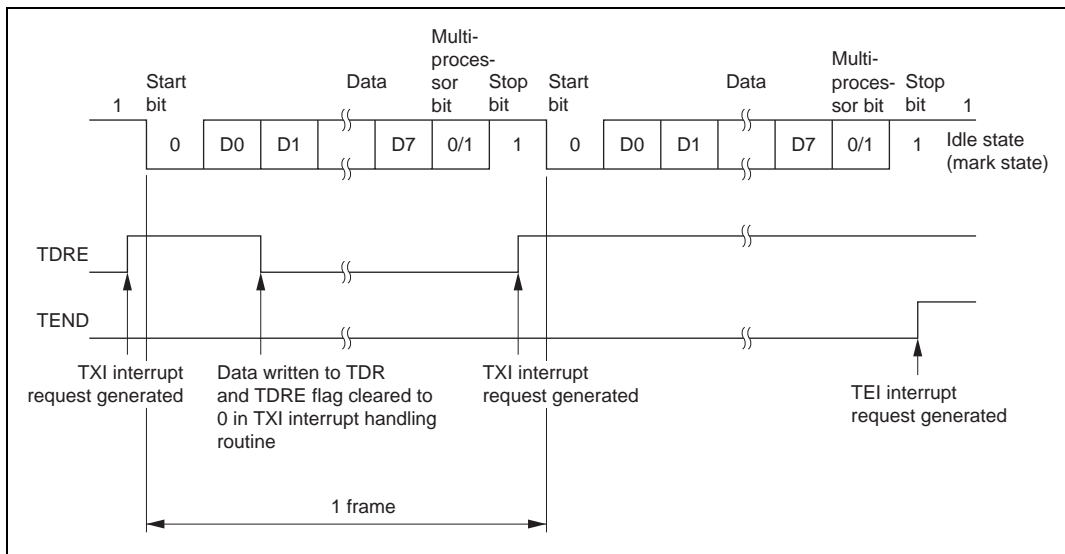 Multi-
proces-
sor
bit
Multi-
proces-
sor bit
Start
bit
Data
Stop
bit
Start
bit
Data
Stop
bit
1
1
0
D0
D1
D7
0/1
1
0
D0
D1
D7
0/1
1
Idle state
(mark state)
TDRE
TEND
TXI interrupt
request generated
Data written to TDR
and TDRE flag cleared to
0 in TXI interrupt handling
routine
TXI interrupt
request generated
TEI interrupt
request generated
1 frame